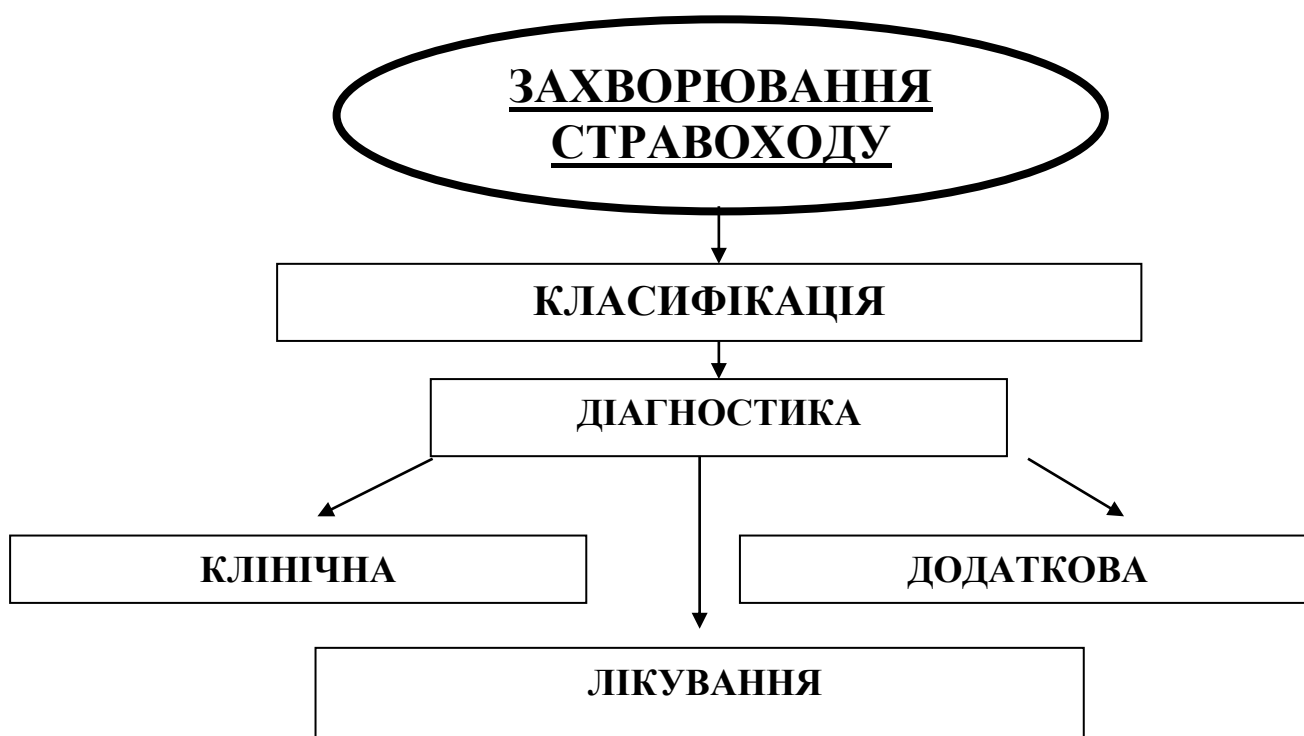 ЗАХВОРЮВАННЯ
СТРАВОХОДУ
КЛАСИФІКАЦІЯ
ДІАГНОСТИКА
КЛІНІЧНА
ДОДАТКОВА
ЛІКУВАННЯ